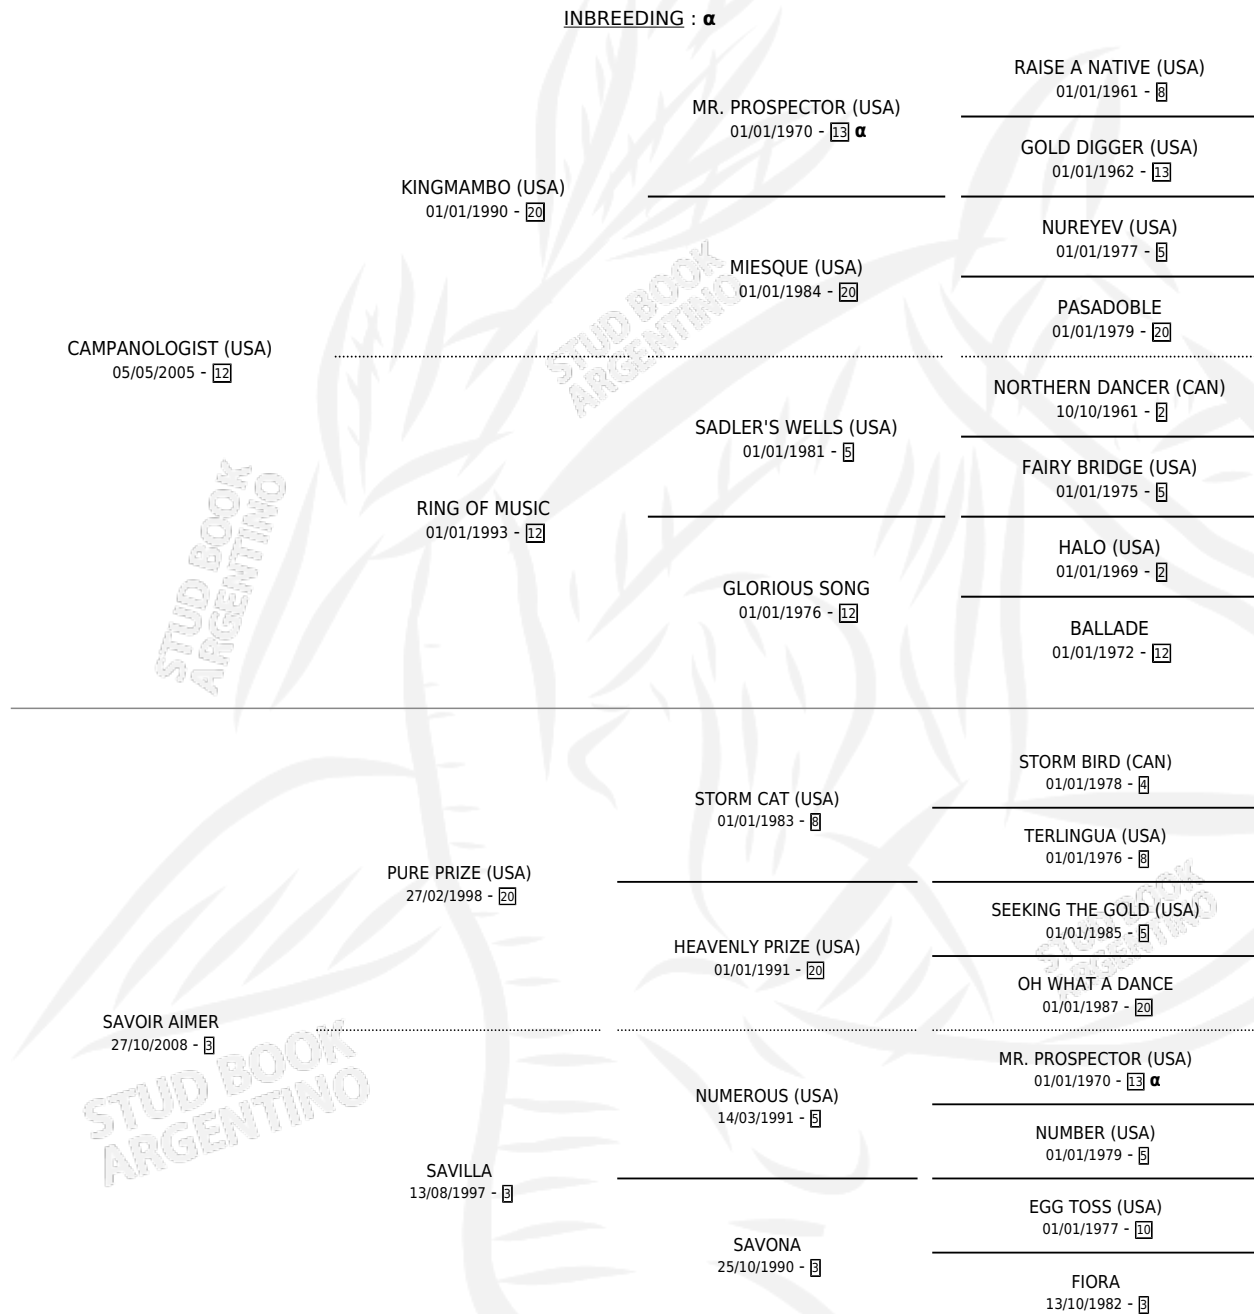 INBREEDING : α
RAISE A NATIVE (USA)
01/01/1961 - 8
MR. PROSPECTOR (USA)
01/01/1970 - 13 α
GOLD DIGGER (USA)
01/01/1962 - 13
KINGMAMBO (USA)
01/01/1990 - 20
NUREYEV (USA)
01/01/1977 - 5
MIESQUE (USA)
01/01/1984 - 20
PASADOBLE
01/01/1979 - 20
CAMPANOLOGIST (USA)
05/05/2005 - 12
NORTHERN DANCER (CAN)
10/10/1961 - 2
SADLER'S WELLS (USA)
01/01/1981 - 5
FAIRY BRIDGE (USA)
01/01/1975 - 5
RING OF MUSIC
01/01/1993 - 12
HALO (USA)
01/01/1969 - 2
GLORIOUS SONG
01/01/1976 - 12
BALLADE
01/01/1972 - 12
STORM BIRD (CAN)
01/01/1978 - 4
STORM CAT (USA)
01/01/1983 - 8
TERLINGUA (USA)
01/01/1976 - 8
PURE PRIZE (USA)
27/02/1998 - 20
SEEKING THE GOLD (USA)
01/01/1985 - 5
HEAVENLY PRIZE (USA)
01/01/1991 - 20
OH WHAT A DANCE
01/01/1987 - 20
SAVOIR AIMER
27/10/2008 - 3
MR. PROSPECTOR (USA)
01/01/1970 - 13 α
NUMEROUS (USA)
14/03/1991 - 5
NUMBER (USA)
01/01/1979 - 5
SAVILLA
13/08/1997 - 3
EGG TOSS (USA)
01/01/1977 - 10
SAVONA
25/10/1990 - 3
FIORA
13/10/1982 - 3
STUD BOOK
ARGENTINO
STUD BOOK
ARGENTINO
STUD BOOK
ARGENTINO
STUD BOOK
ARGENTINO